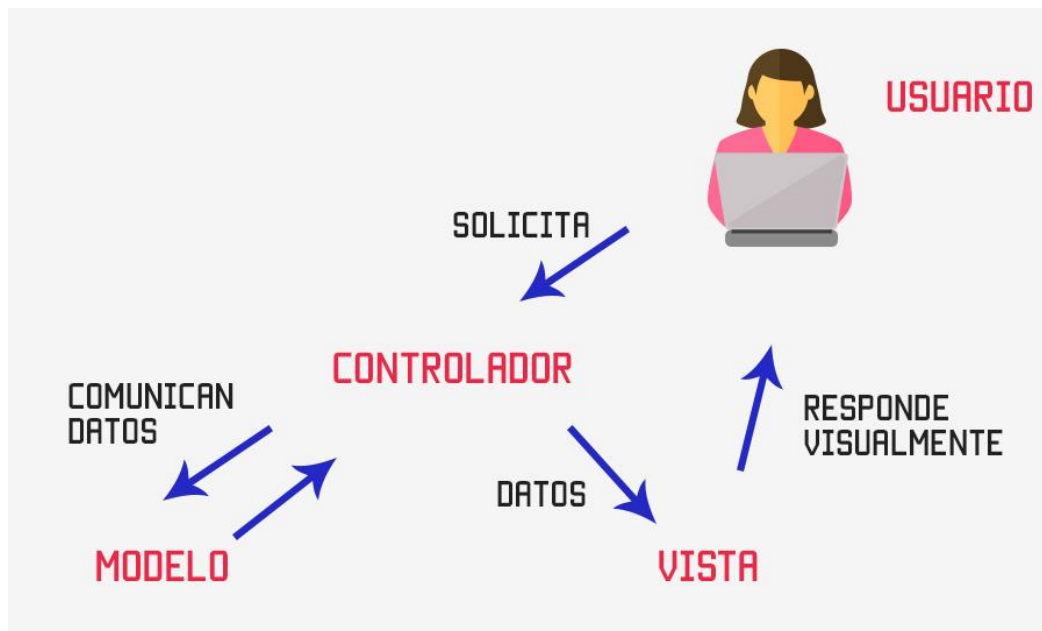 USUARIO
SOLICITA
CONTROLADOR
COMUNICAN
DATOS
RESPONDE
VISUALMENTE
DATOS
MODELO
VISTA